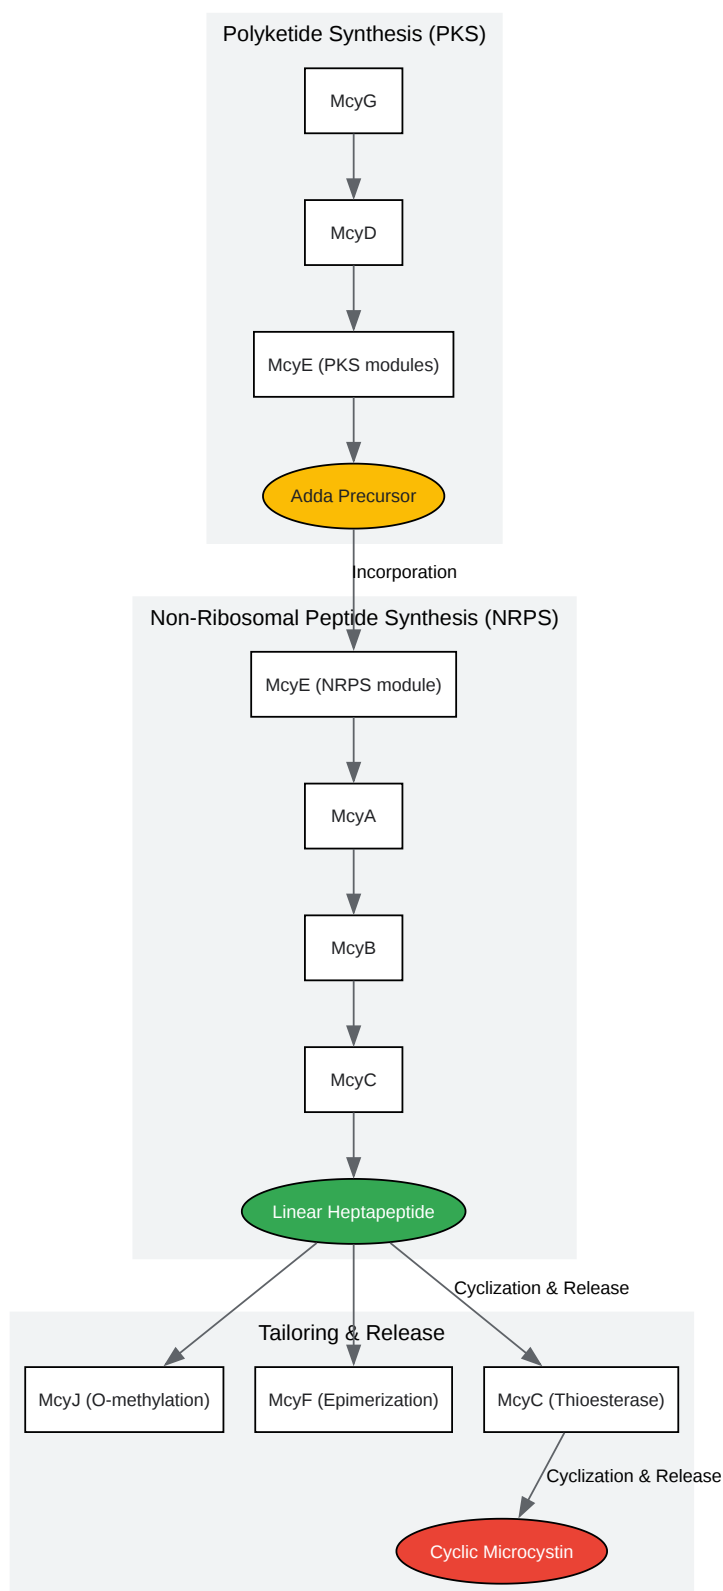 Polyketide Synthesis (PKS)
McyG
McyD
McyE (PKS modules)
Adda Precursor
Incorporation
Non-Ribosomal Peptide Synthesis (NRPS)
McyE (NRPS module)
McyA
McyB
McyC
Linear Heptapeptide
Cyclization & Release
Tailoring & Release
McyJ (O-methylation)
McyF (Epimerization)
McyC (Thioesterase)
Cyclization & Release
Cyclic Microcystin